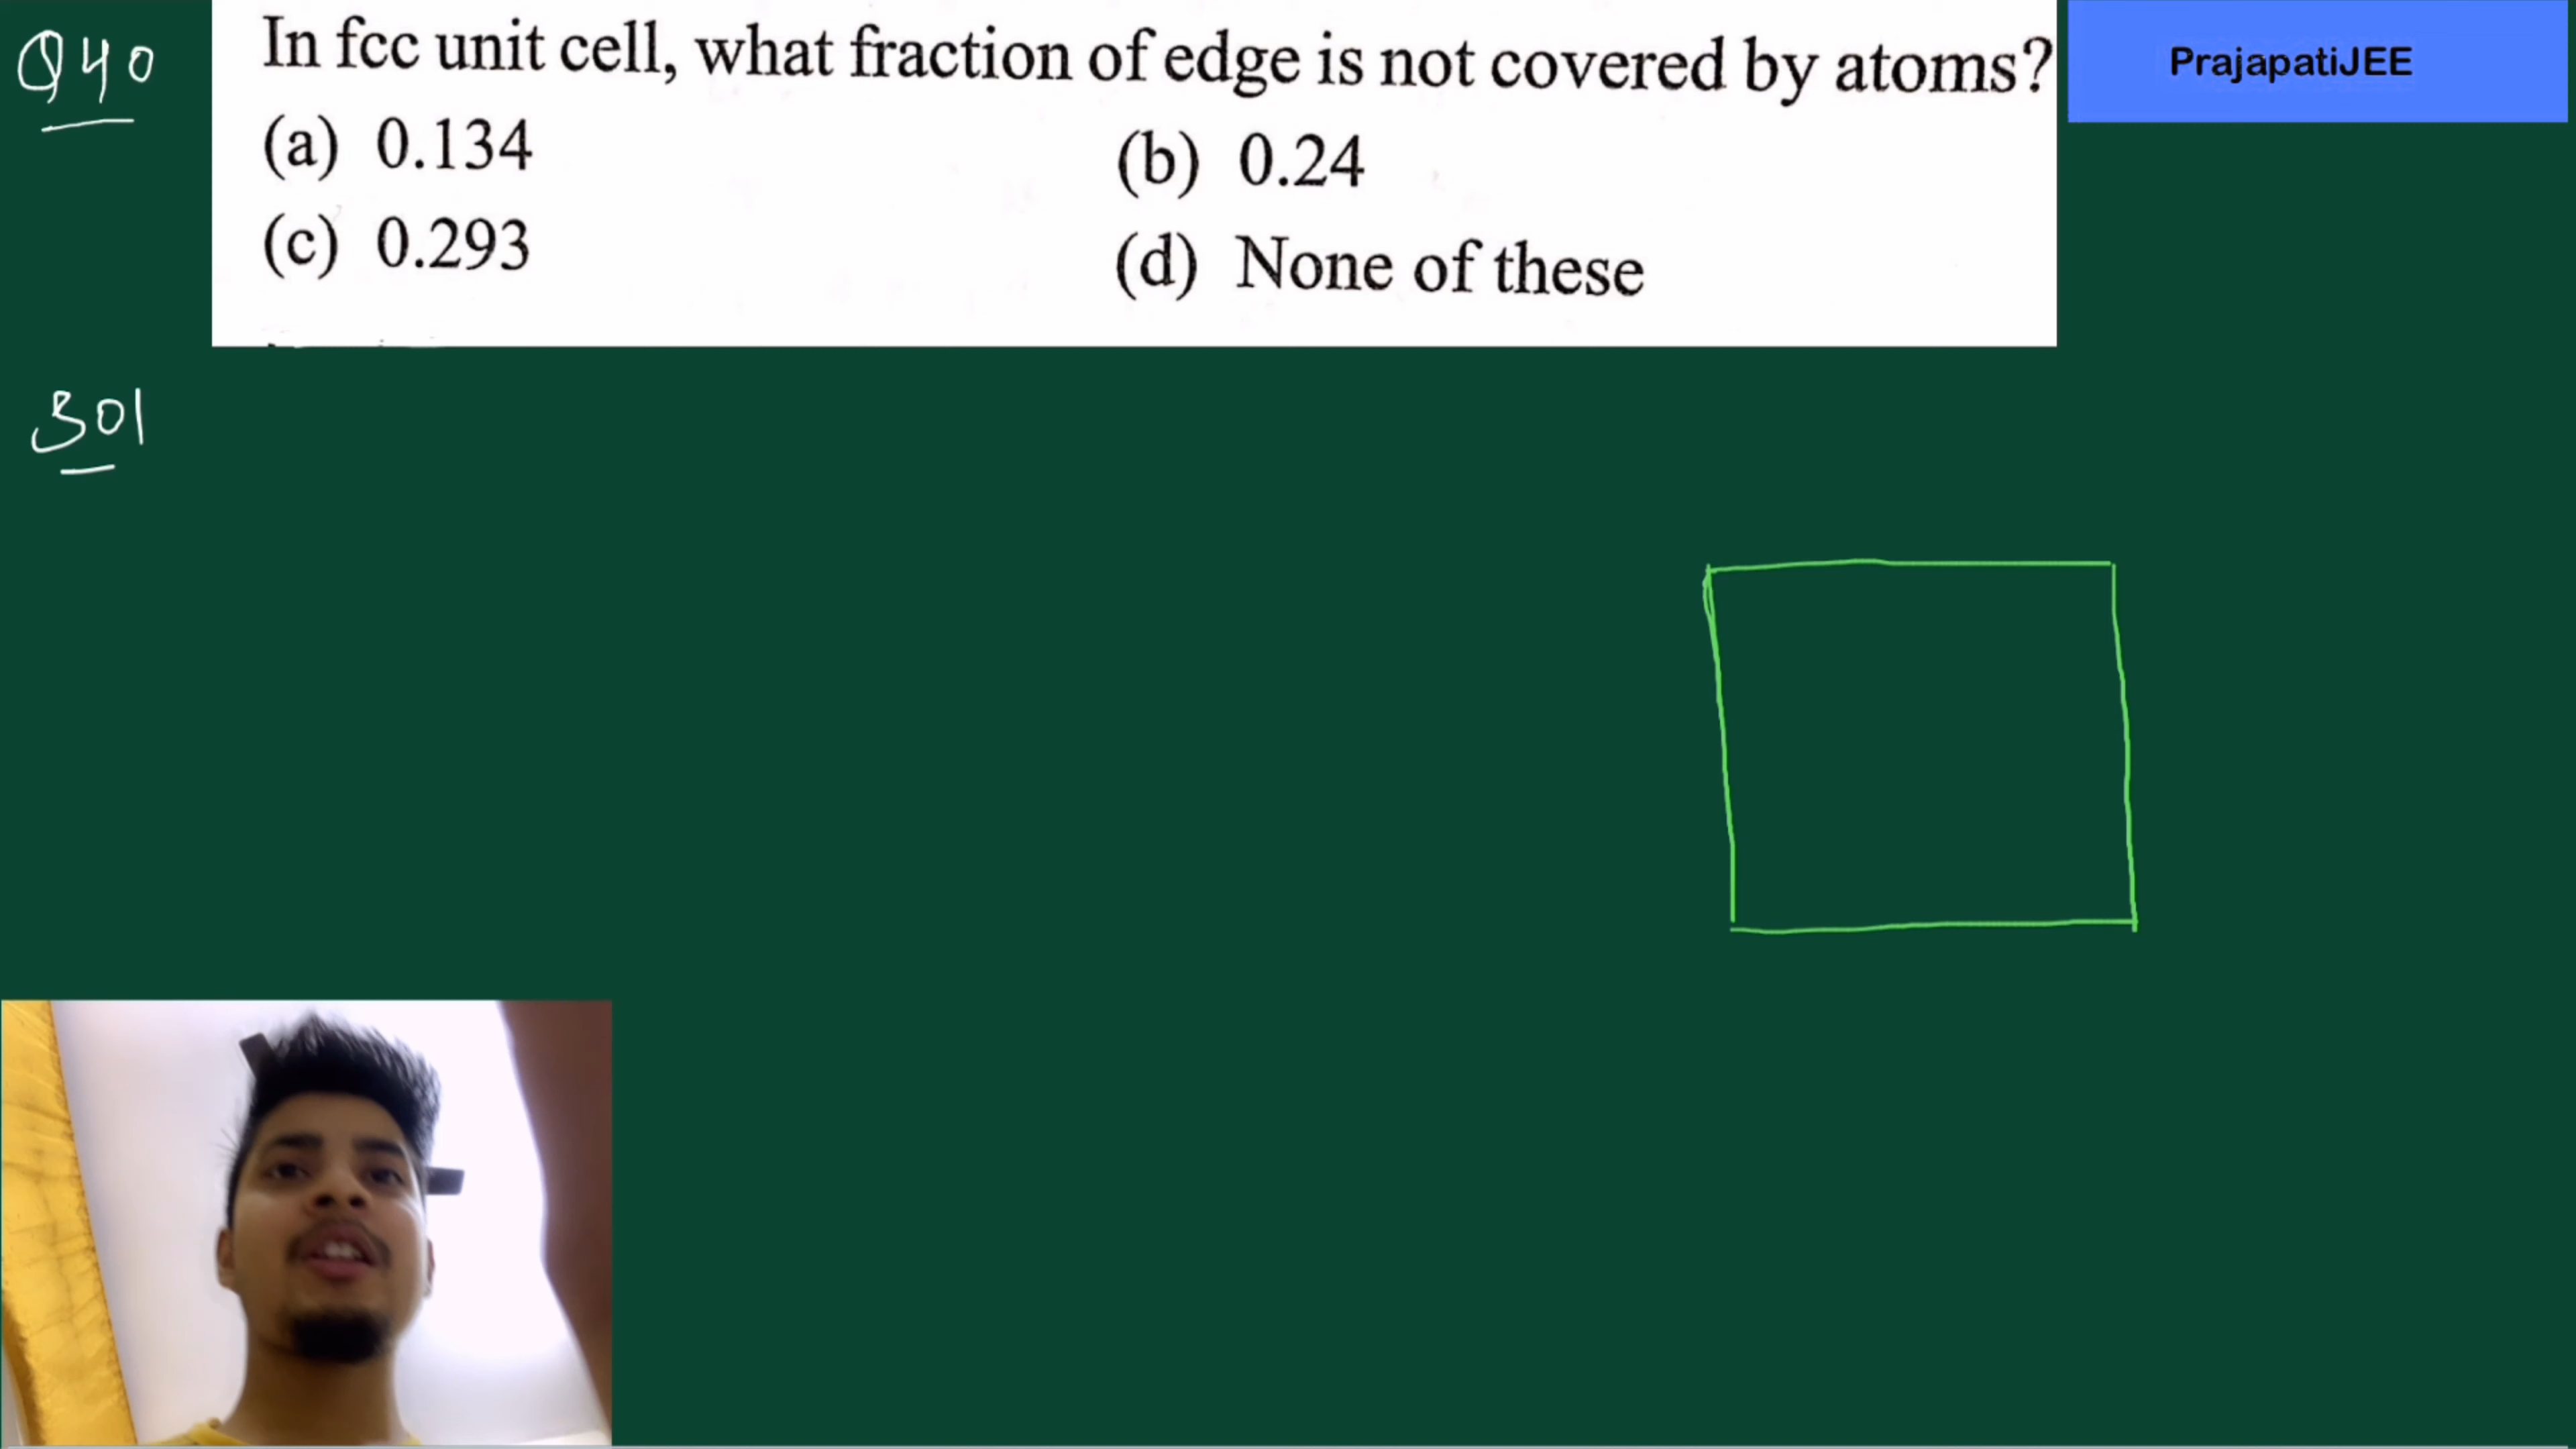 Q40
In fcc unit cell, what fraction of edge is not covered by atoms?
PrajapatiJEE
(a) 0.134
(b) 0.24
(c) 0.293
(d) None of these
Sol